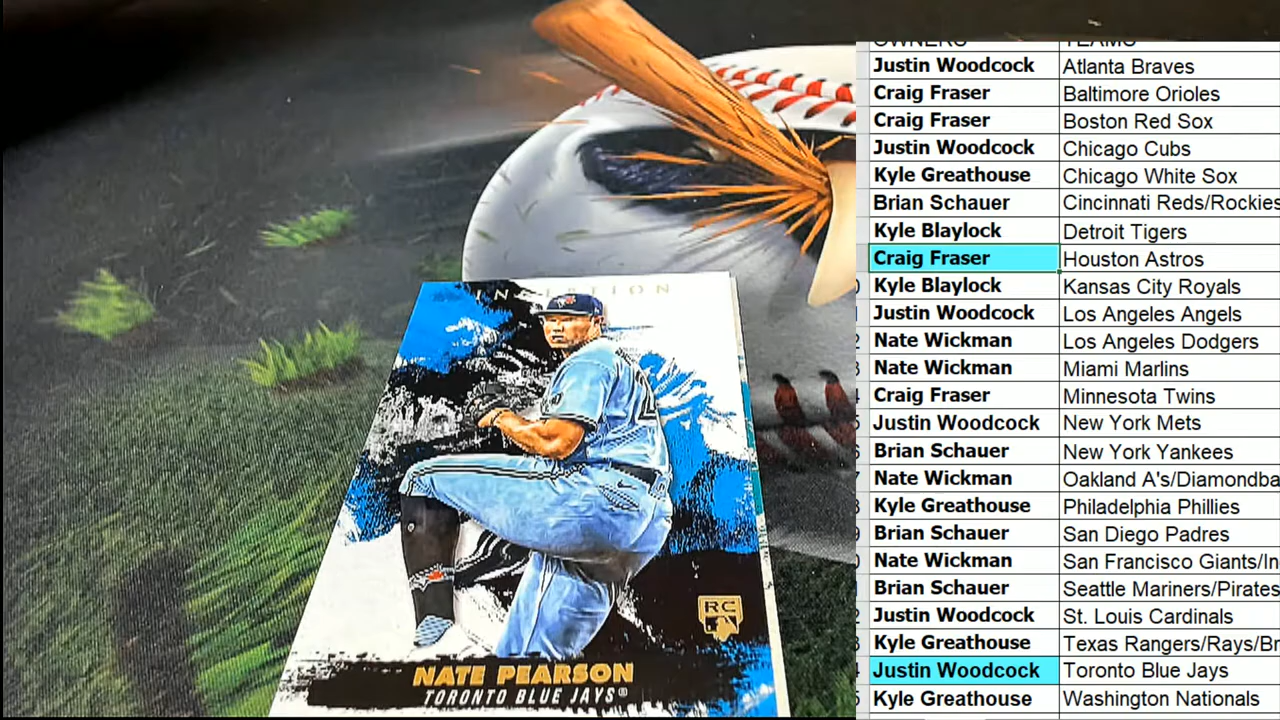 OWNERS TEAMS
Justin Woodcock Atlanta Braves
Craig Fraser Baltimore Orioles
Craig Fraser Boston Red Sox
Justin Woodcock Chicago Cubs
Kyle Greathouse Chicago White Sox
Brian Schauer Cincinnati Reds/Rockies
Kyle Blaylock Detroit Tigers
Craig Fraser Houston Astros
Kyle Blaylock Kansas City Royals
Justin Woodcock Los Angeles Angels
Nate Wickman Los Angeles Dodgers
Nate Wickman Miami Marlins
Craig Fraser Minnesota Twins
Justin Woodcock New York Mets
Brian Schauer New York Yankees
Nate Wickman Oakland A's/Diamondba
Kyle Greathouse Philadelphia Phillies
Brian Schauer San Diego Padres
Nate Wickman San Francisco Giants/In
Brian Schauer Seattle Mariners/Pirates
Justin Woodcock St. Louis Cardinals
Kyle Greathouse Texas Rangers/Rays/Br
Justin Woodcock Toronto Blue Jays
Kyle Greathouse Washington Nationals
INCEPTION
RC
NATE PEARSON
TORONTO BLUE JAYS®